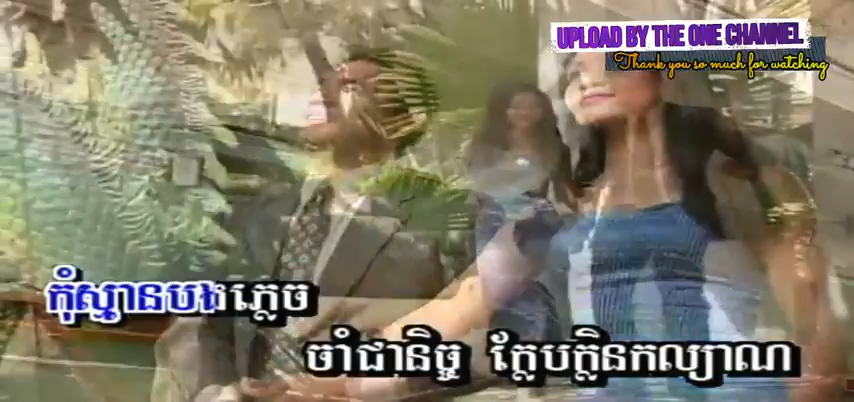 UPLOAD BY THE ONE CHANNEL
Thank you so much for watching
កុំស្មានបងភ្លេច
ចាំជានិច្ច ក្លែបក្លិនកល្យាណ